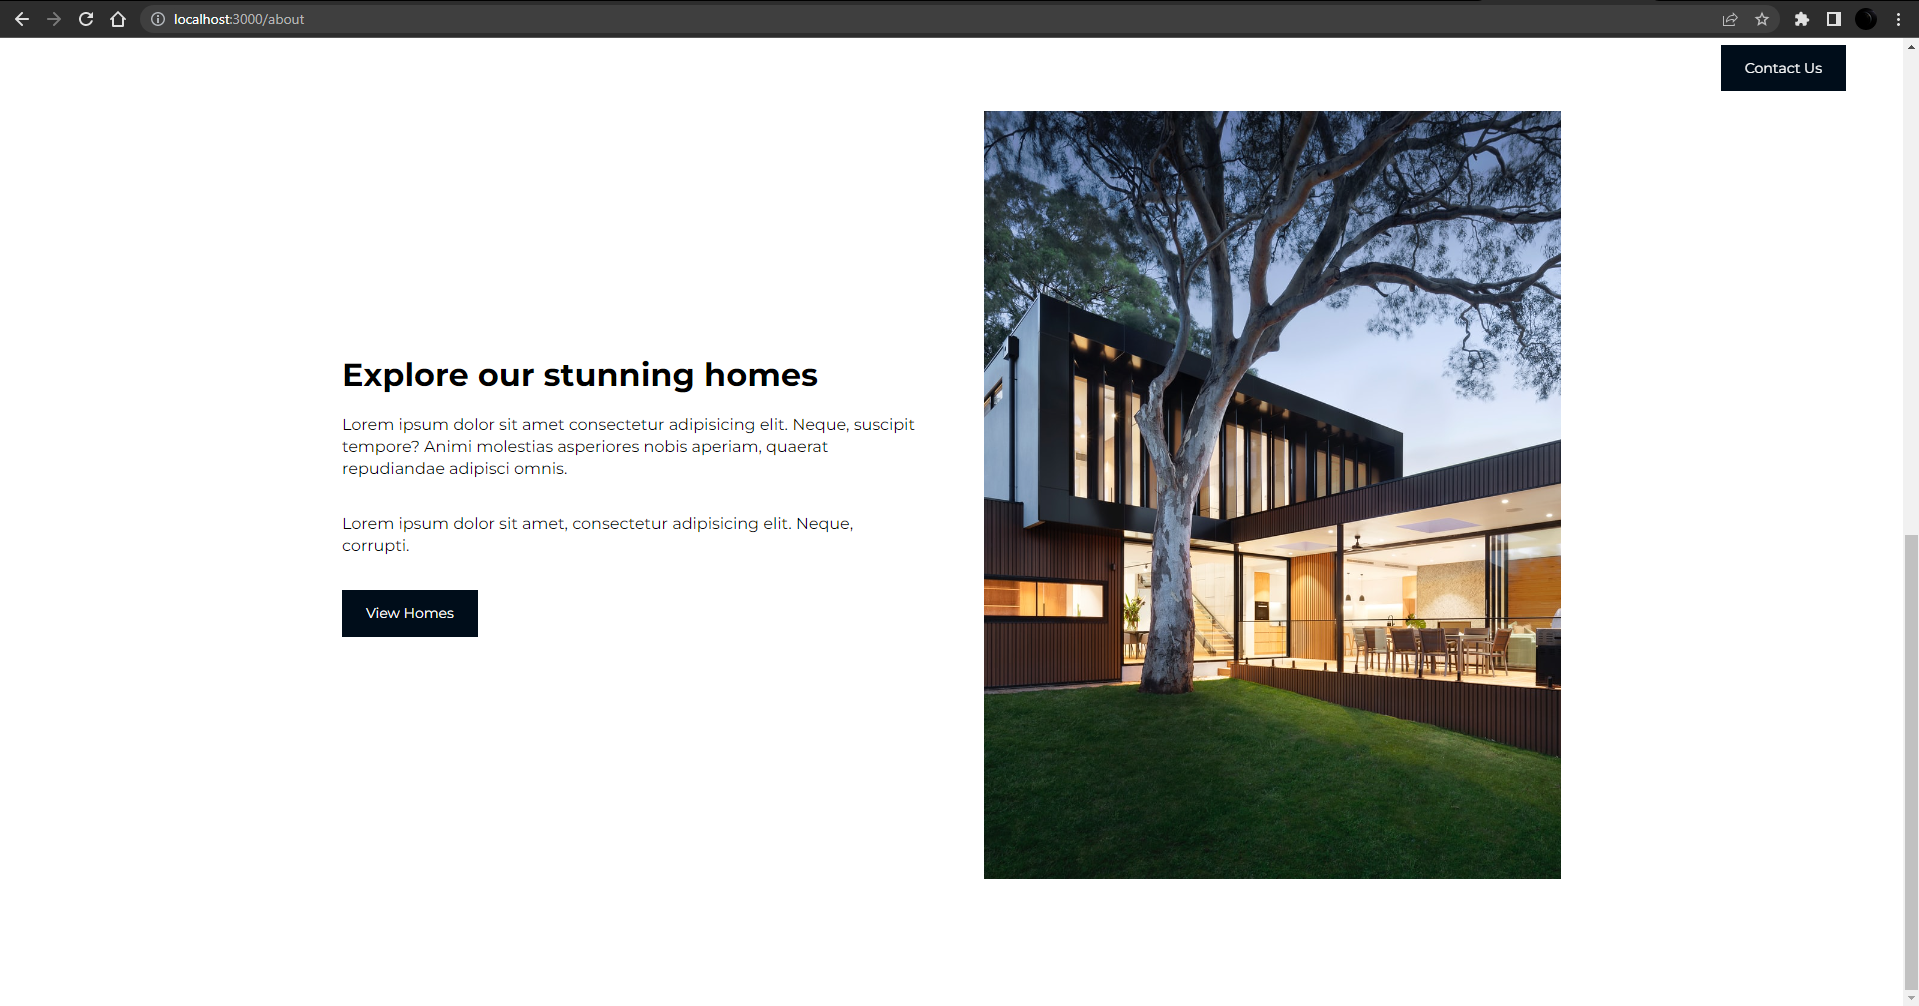 localhost:3000/about
Contact Us
Explore our stunning homes
Lorem ipsum dolor sit amet consectetur adipisicing elit. Neque, suscipit
tempore? Animi molestias asperiores nobis aperiam, quaerat
repudiandae adipisci omnis.
Lorem ipsum dolor sit amet, consectetur adipisicing elit. Neque,
corrupti.
View Homes